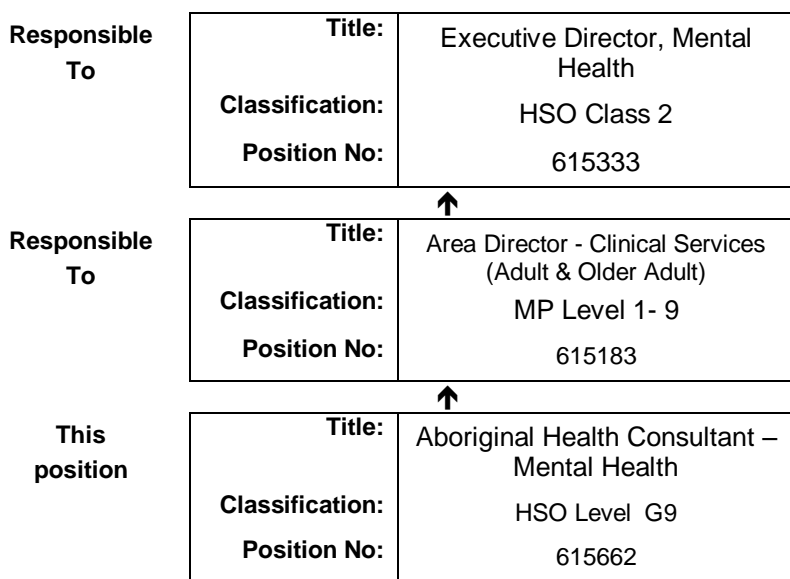 Responsible
To
Title:
Executive Director, Mental
Health
Classification:
HSO Class 2
Position No:
615333
Responsible
To
Title:
Area Director - Clinical Services
(Adult & Older Adult)
Classification:
MP Level 1- 9
Position No:
615183
This
position
Title:
Aboriginal Health Consultant –
Mental Health
Classification:
HSO Level  G9
Position No:
615662